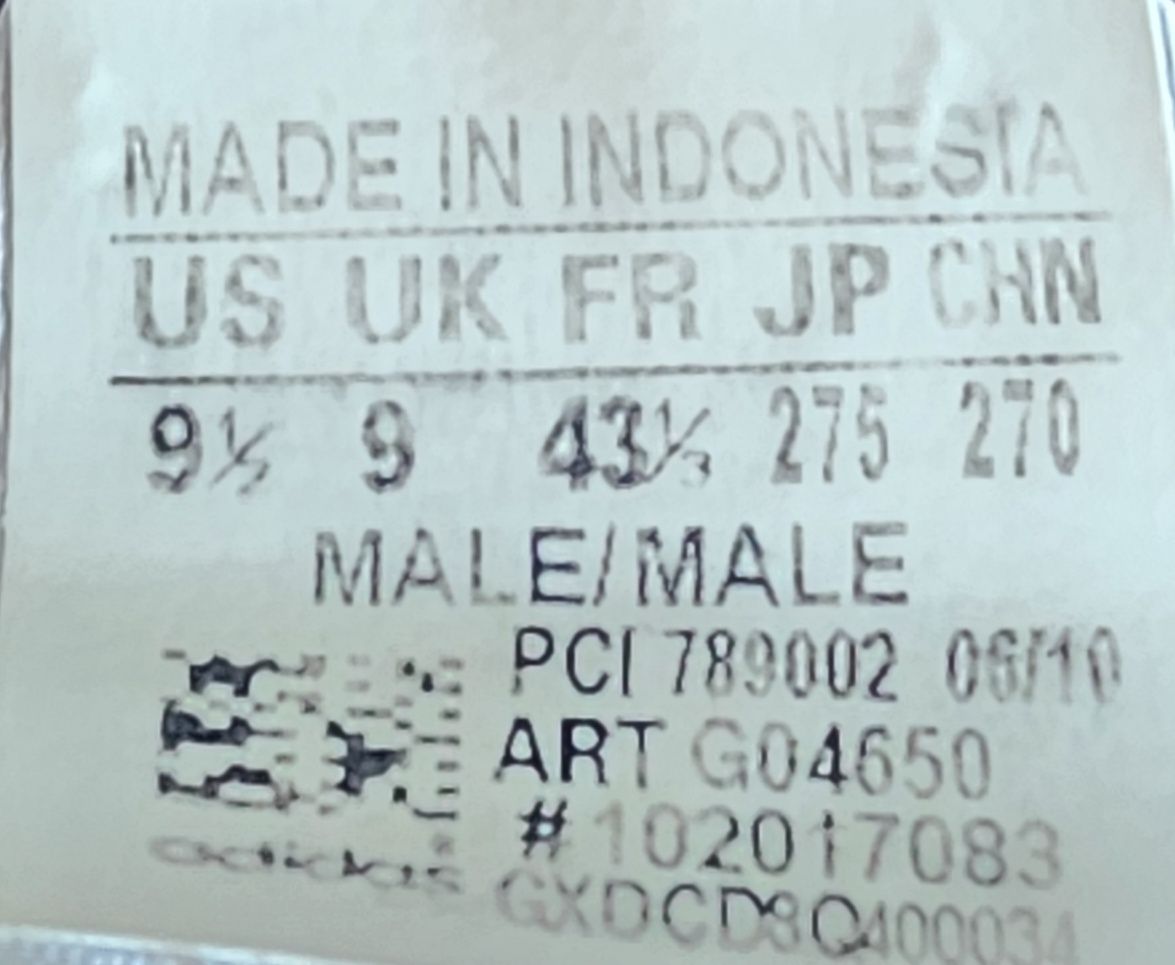 MADE IN INDONESIA
US UK FR JP CHN
9½ 9 43⅓ 275 270
MALE/MALE
PCI 789002 06/10
ART G04650
# 102017083
adidas